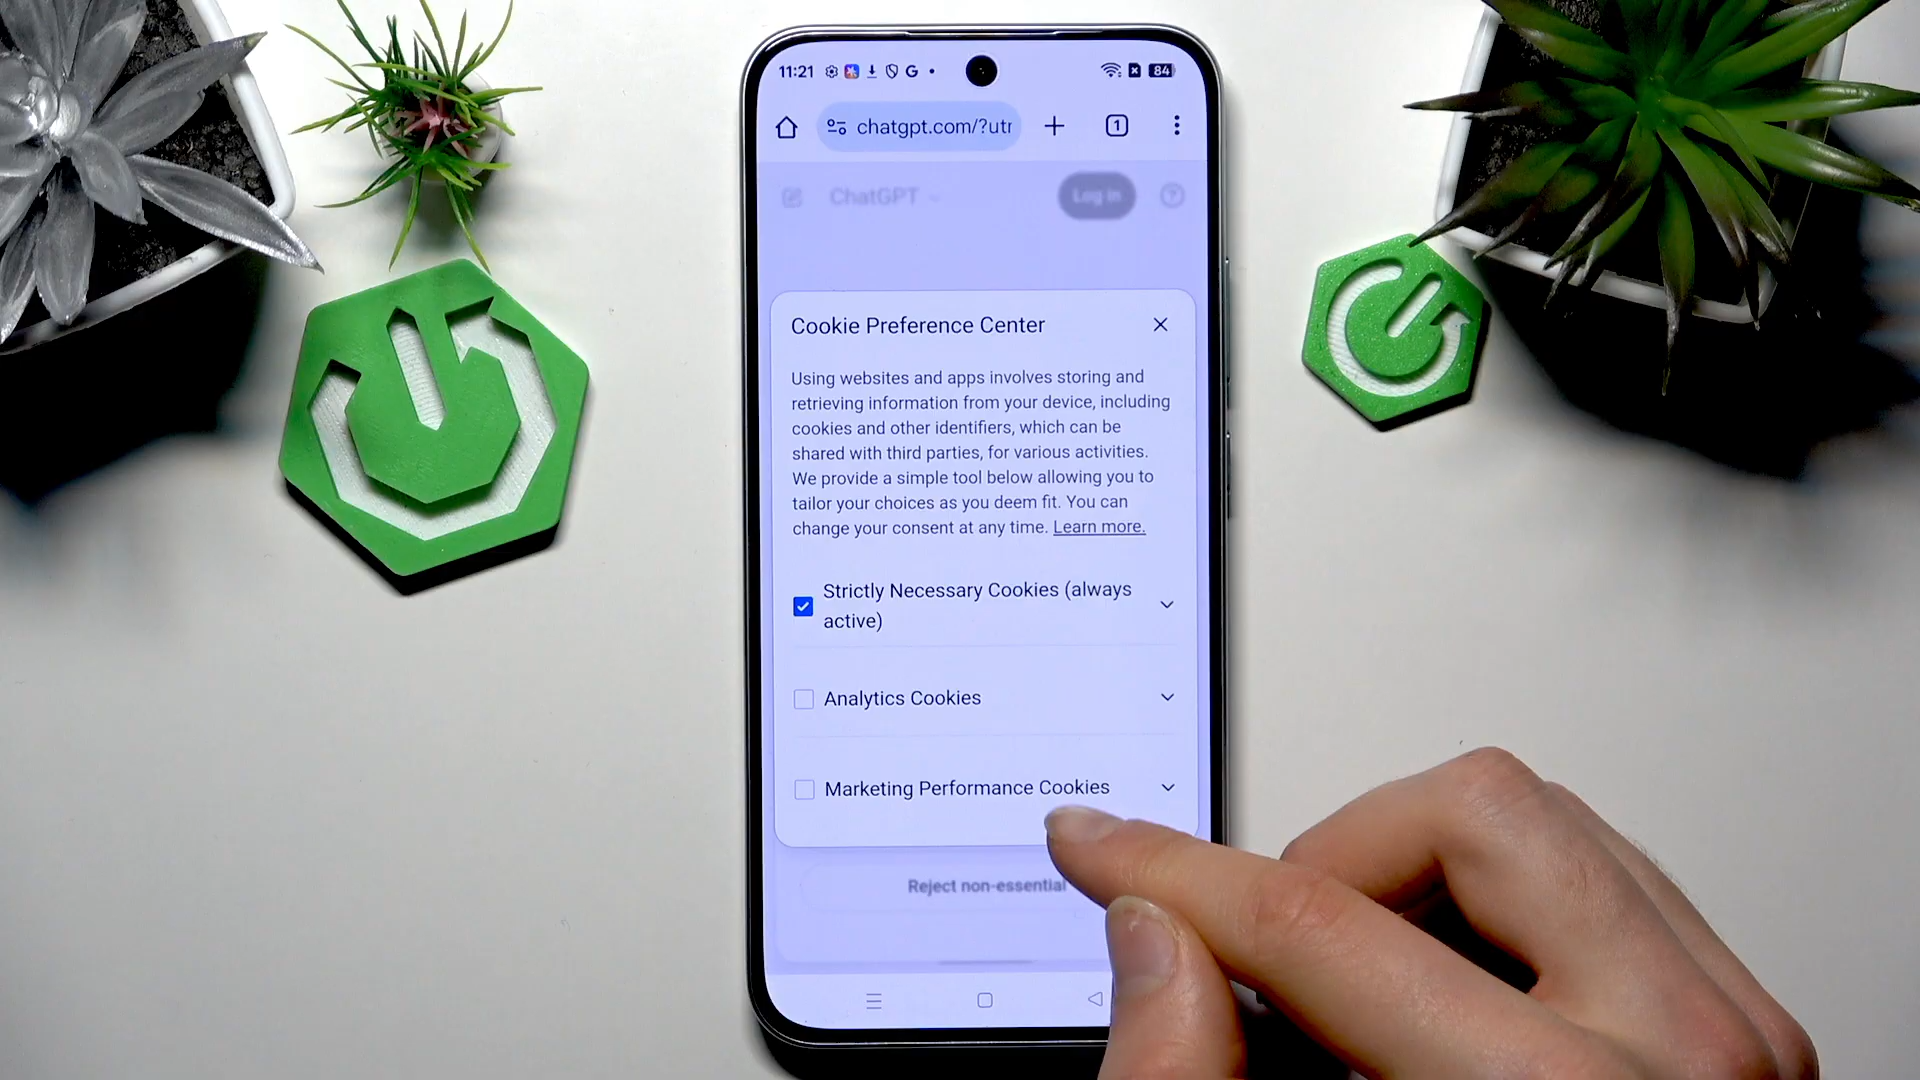 11:21 G 84
chatgpt.com/?utr 1
ChatGPT Log in ?
Cookie Preference Center
Using websites and apps involves storing and
retrieving information from your device, including
cookies and other identifiers, which can be
shared with third parties, for various activities.
We provide a simple tool below allowing you to
tailor your choices as you deem fit. You can
change your consent at any time. Learn more.
Strictly Necessary Cookies (always
active)
Analytics Cookies
Marketing Performance Cookies
Reject non-essential